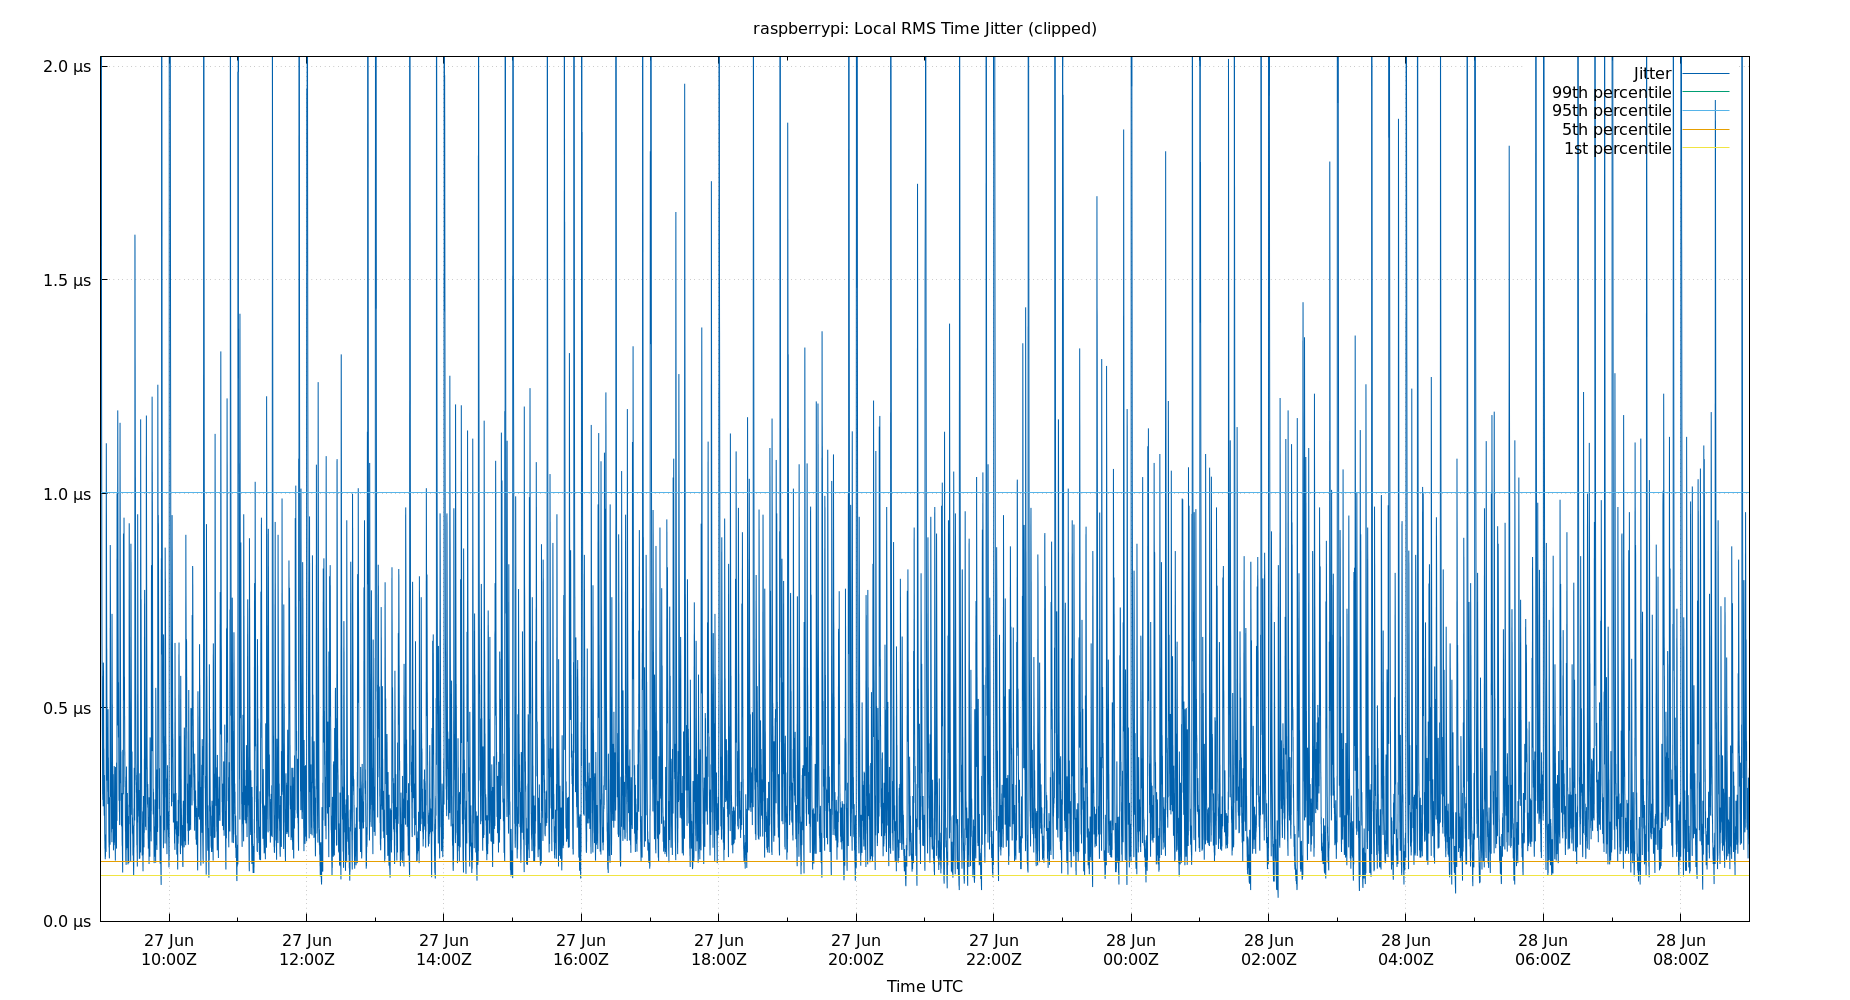 raspberrypi: Local RMS Time Jitter (clipped)
2.0 µs
1.5 µs
1.0 µs
0.5 µs
0.0 µs
Jitter
99th percentile
95th percentile
5th percentile
1st percentile
27 Jun
10:00Z
27 Jun
12:00Z
27 Jun
14:00Z
27 Jun
16:00Z
27 Jun
18:00Z
27 Jun
20:00Z
27 Jun
22:00Z
28 Jun
00:00Z
28 Jun
02:00Z
28 Jun
04:00Z
28 Jun
06:00Z
28 Jun
08:00Z
Time UTC